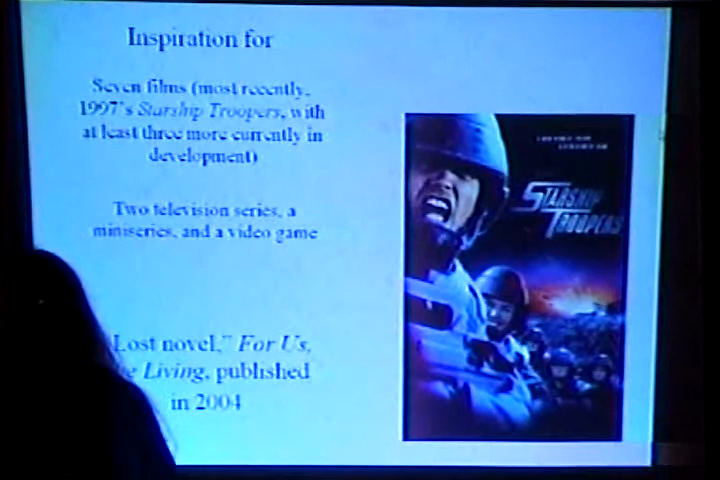 Inspiration for
Seven films (most recently,
1997's Starship Troopers, with
at least three more currently in
development)
Two television series, a
miniseries, and a video game
Lost novel," For Us,
Living, published
in 2004
STARSHIP
TROOPERS